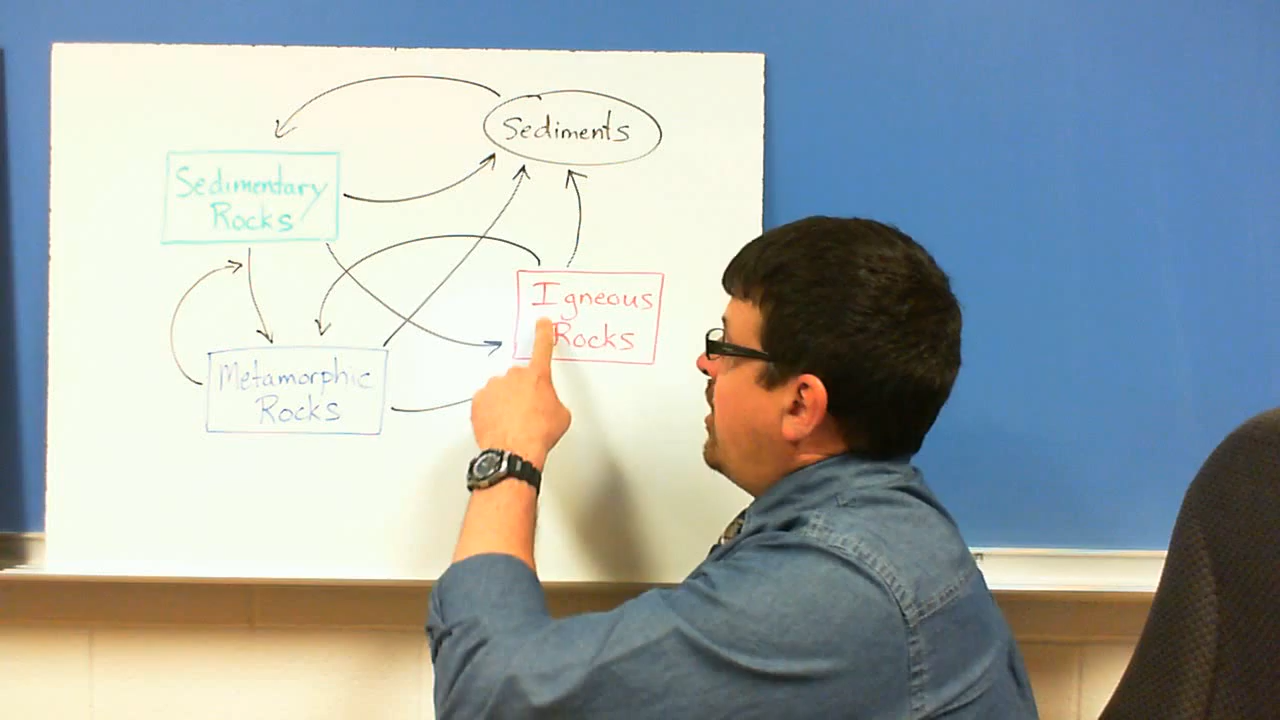 Sediments
Sedimentary
Rocks
Igneous
Rocks
Metamorphic
Rocks